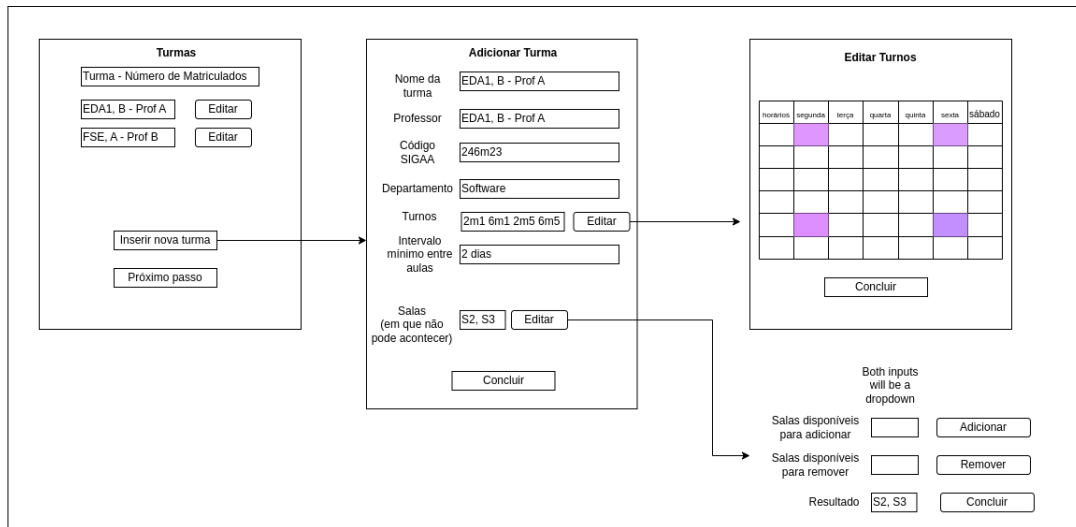 Turmas
Turma - Número de Matriculados
EDA1, B - Prof A
Editar
FSE, A - Prof B
Editar
Inserir nova turma
Próximo passo
Adicionar Turma
Nome da
turma
EDA1, B - Prof A
Professor
EDA1, B - Prof A
Código
SIGAA
246m23
Departamento
Software
Turnos
2m1 6m1 2m5 6m5
Editar
Intervalo
mínimo entre
aulas
2 dias
Salas
(em que não
pode acontecer)
S2, S3
Editar
Concluir
Editar Turnos
horários segunda terça quarta quinta sexta sábado
Concluir
Both inputs
will be a
dropdown
Salas disponíveis
para adicionar
Adicionar
Salas disponíveis
para remover
Remover
Resultado
S2, S3
Concluir